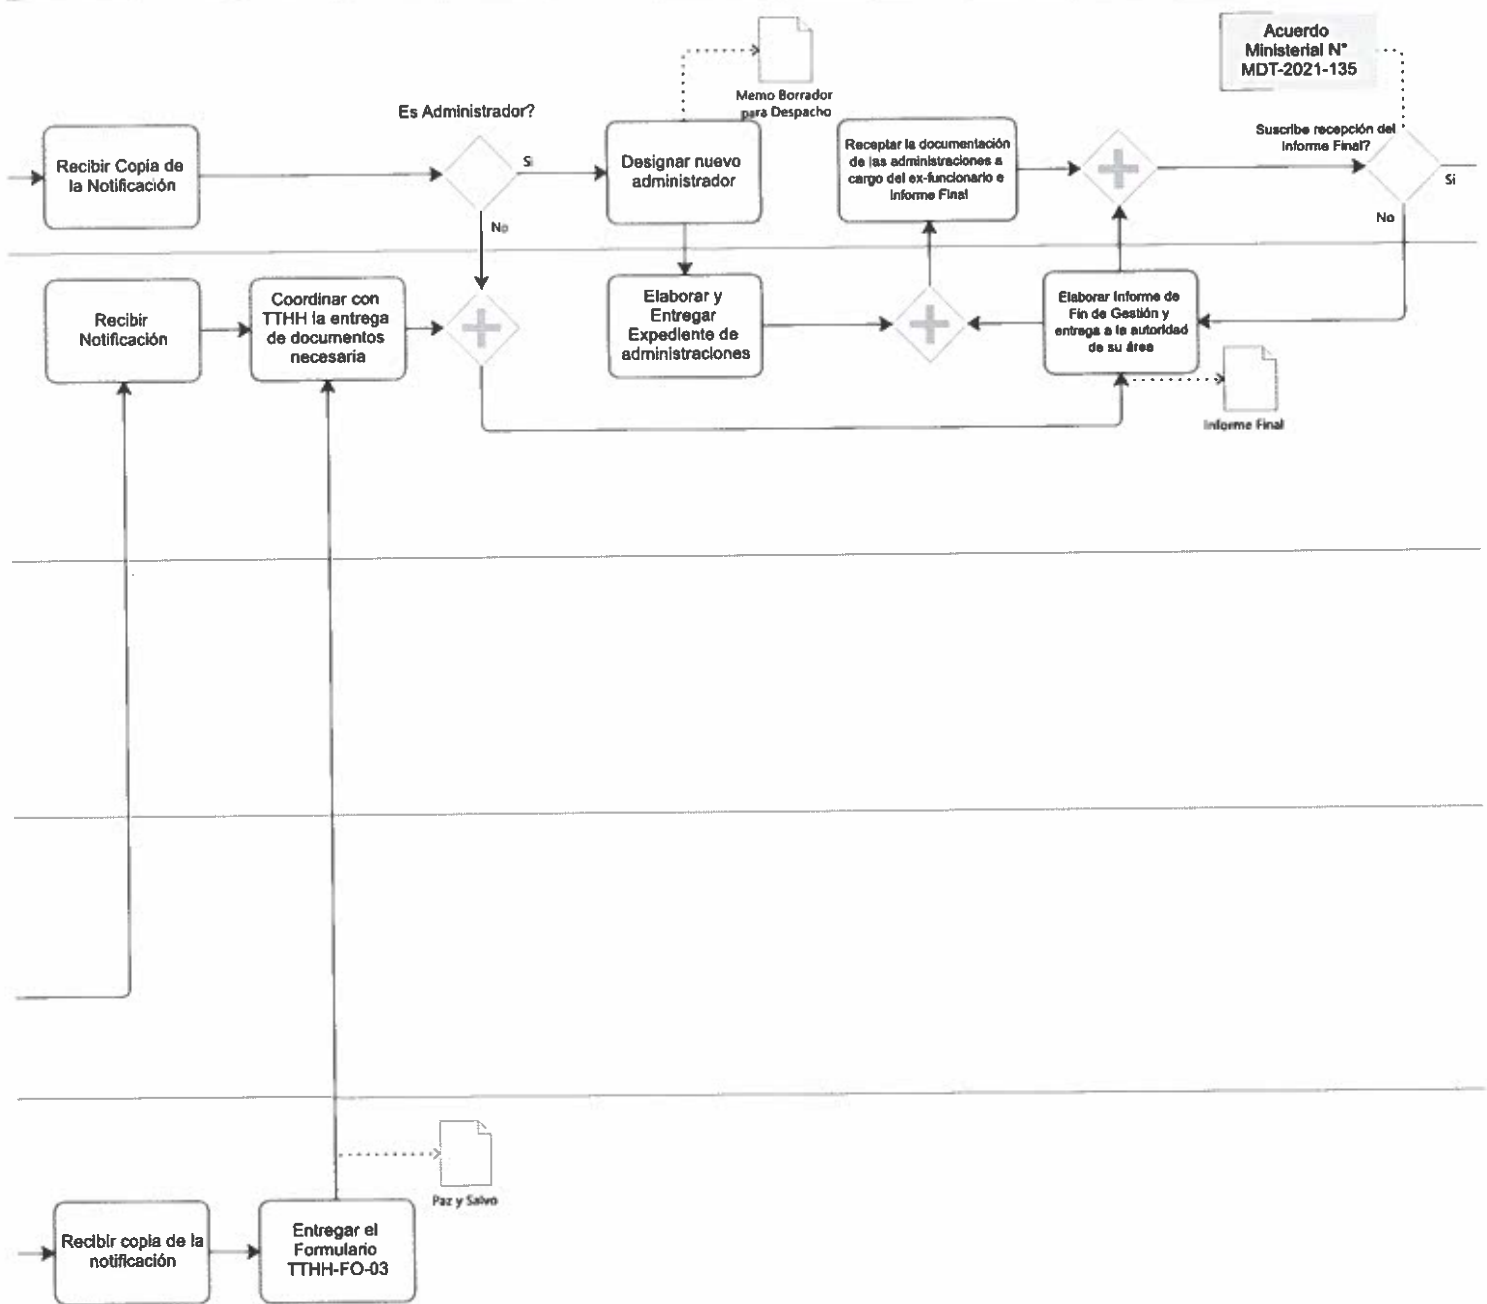 Acuerdo
Ministerial N°
MDT-2021-135
Memo Borrador
para Despacho
Es Administrador?
Suscribe recepción del
Informe Final?
Recibir Copia de
la Notificación
Si
Designar nuevo
administrador
Receptar la documentación
de las administraciones a
cargo del ex-funcionario e
Informe Final
Si
No
No
Recibir
Notificación
Coordinar con
TTHH la entrega
de documentos
necesaria
Elaborar y
Entregar
Expediente de
administraciones
Elaborar Informe de
Fin de Gestión y
entrega a la autoridad
de su área
Informe Final
Paz y Salvo
Recibir copia de la
notificación
Entregar el
Formulario
TTHH-FO-03